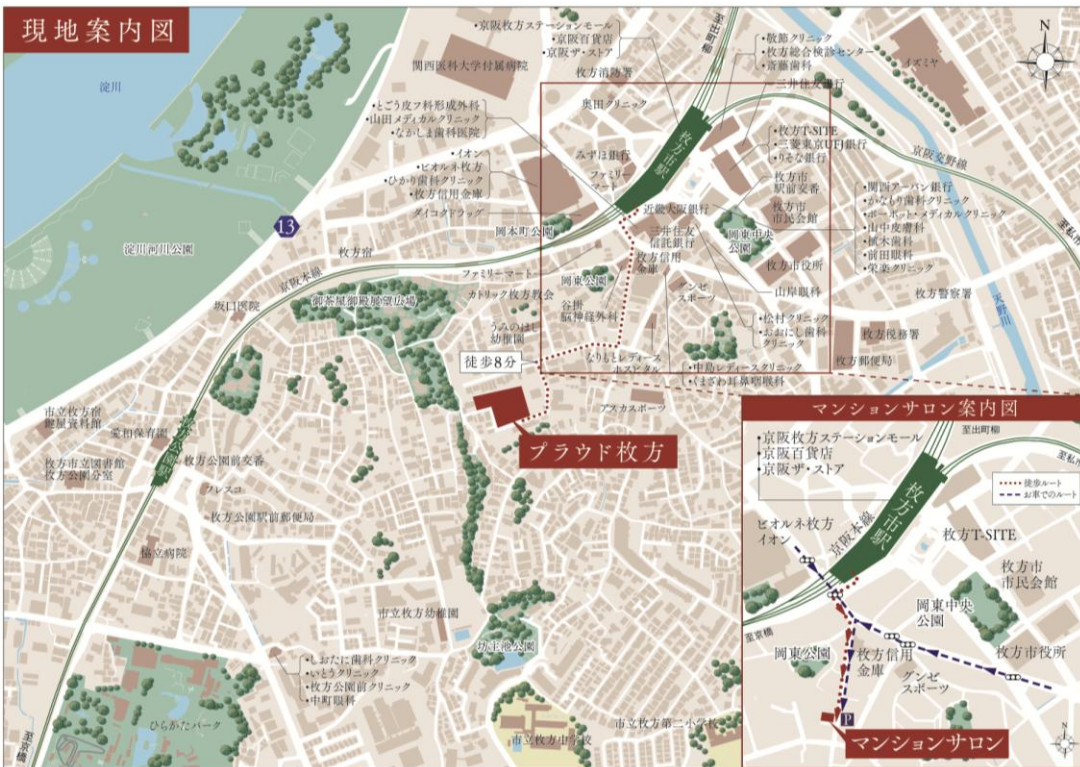 現地案内図
淀川
淀川河川公園
13
関西医科大学付属病院
・京阪枚方ステーションモール
・京阪百貨店
・京阪ザ・ストア
枚方消防署
至出町柳
・敬節クリニック
・枚方総合検診センター
・斎藤歯科
三井住友銀行
イズミヤ
N
・とごう皮フ科形成外科
・山田メディカルクリニック
・なかしま歯科医院
奥田クリニック
枚方市駅
・枚方T-SITE
・三菱東京UFJ銀行
・りそな銀行
京阪交野線
・イオン
・ビオルネ枚方
・ひかり歯科クリニック
・枚方信用金庫
ダイコクドラッグ
みずほ銀行
ファミリー
マート
枚方市
駅前交番
枚方市
市民会館
・関西アーバン銀行
・かなもり歯科クリニック
・ポーポット・メディカルクリニック
・山中皮膚科
・植木歯科
・前田眼科
・栄楽クリニック
近畿大阪銀行
岡本町公園
三井住友
信託銀行
枚方信用
金庫
岡東中央
公園
枚方市役所
枚方宿
京阪本線
ファミリーマート
岡東公園
グンゼ
スポーツ
山岸眼科
枚方警察署
天野川
坂口医院
御茶屋御殿展望広場
カトリック枚方教会
谷掛
脳神経外科
うみのほし
幼稚園
・松村クリニック
・おおにし歯科
クリニック
枚方税務署
枚方郵便局
徒歩8分
なりもとレディース
ホスピタル
・中島レディースクリニック
・くまざわ耳鼻咽喉科
アスカスポーツ
プラウド枚方
市立枚方宿
鍵屋資料館
愛和保育園
枚方市立図書館
枚方公園分室
枚方公園前交番
フレスコ
枚方公園駅前郵便局
協立病院
市立枚方幼稚園
坊主池公園
・しおたに歯科クリニック
・いとうクリニック
・枚方公園前クリニック
・中町眼科
ひらかたパーク
至京橋
市立枚方中学校
市立枚方第二小学校
マンションサロン案内図
至出町柳
・京阪枚方ステーションモール
・京阪百貨店
・京阪ザ・ストア
徒歩ルート
お車でのルート
枚方市駅
京阪本線
ビオルネ枚方
イオン
枚方T-SITE
枚方市
市民会館
岡東中央
公園
至京橋
岡東公園
枚方信用
金庫
枚方市役所
グンゼ
スポーツ
P
マンションサロン